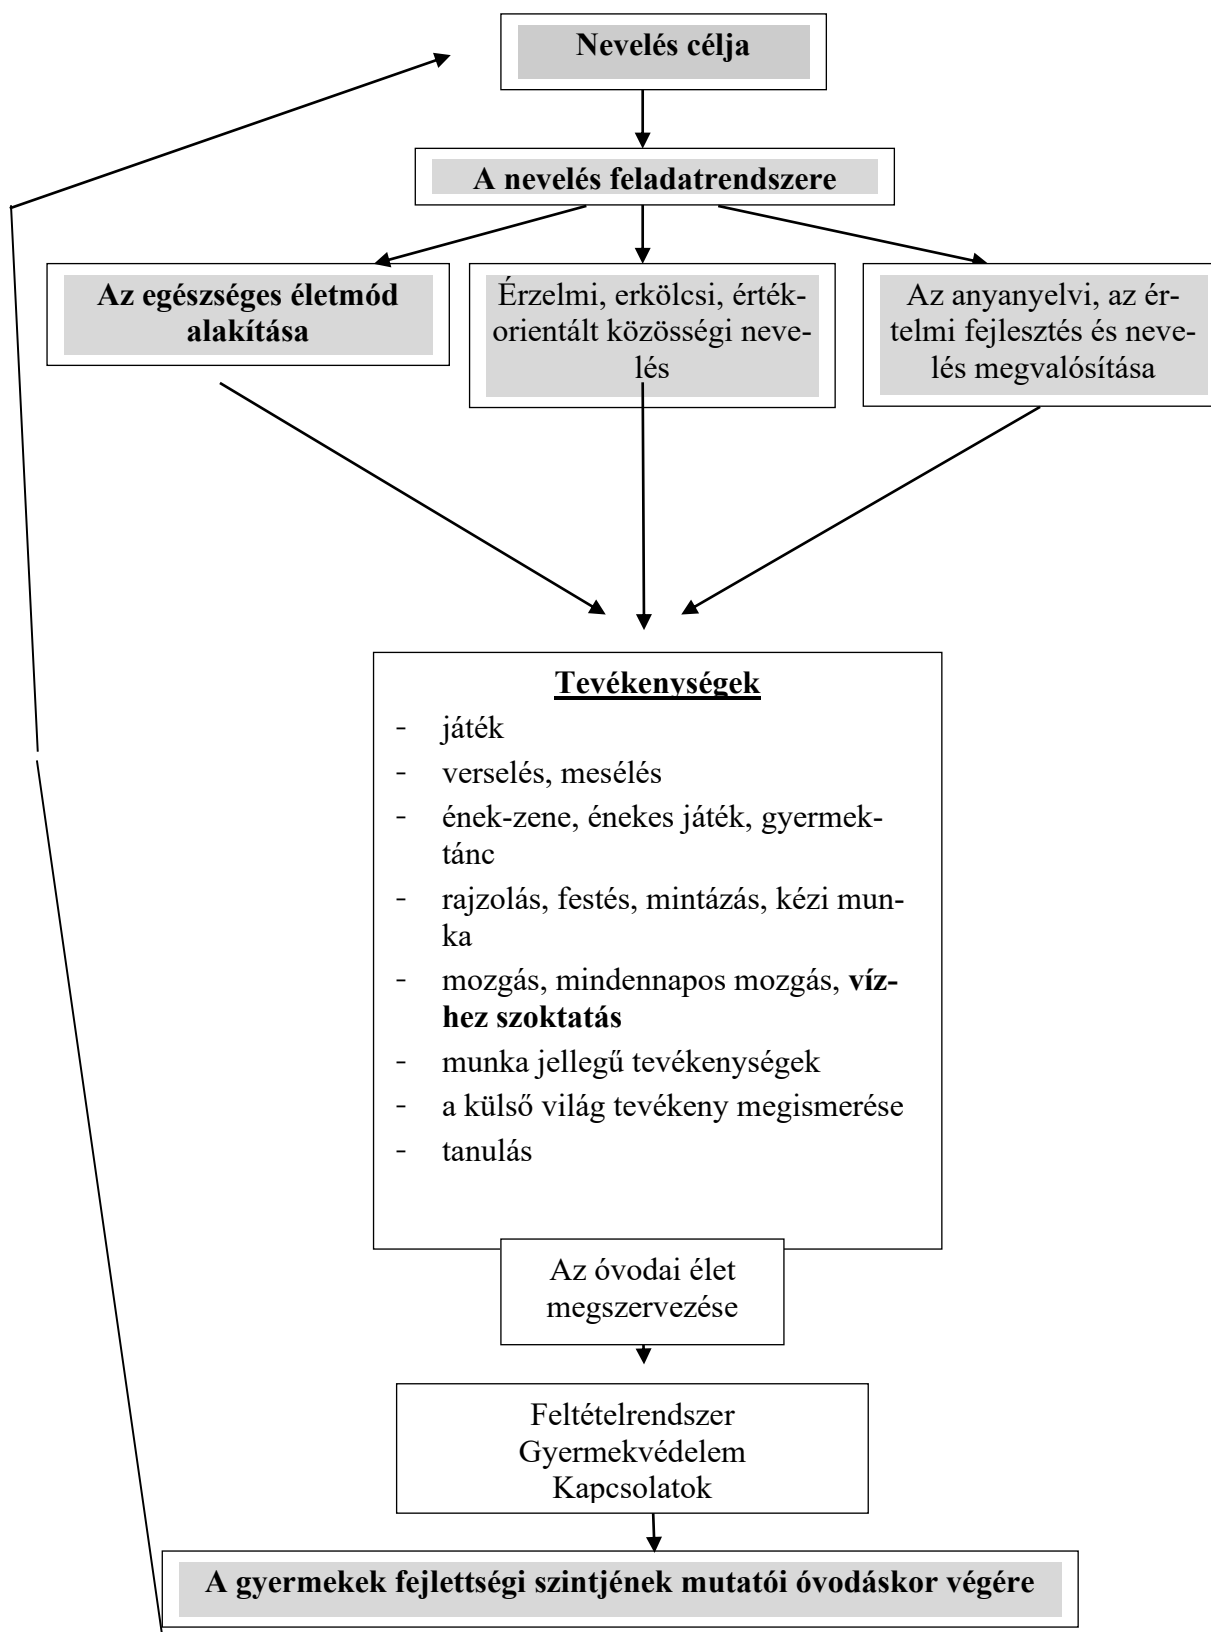 Nevelés célja
A nevelés feladatrendszere
Az egészséges életmód
alakítása
Érzelmi, erkölcsi, érték-
orientált közösségi neve-
lés
Az anyanyelvi, az ér-
telmi fejlesztés és neve-
lés megvalósítása
Tevékenységek
- játék
- verselés, mesélés
- ének-zene, énekes játék, gyermek-
tánc
- rajzolás, festés, mintázás, kézi mun-
ka
- mozgás, mindennapos mozgás, víz-
hez szoktatás
- munka jellegű tevékenységek
- a külső világ tevékeny megismerése
- tanulás
Az óvodai élet
megszervezése
Feltételrendszer
Gyermekvédelem
Kapcsolatok
A gyermekek fejlettségi szintjének mutatói óvodáskor végére